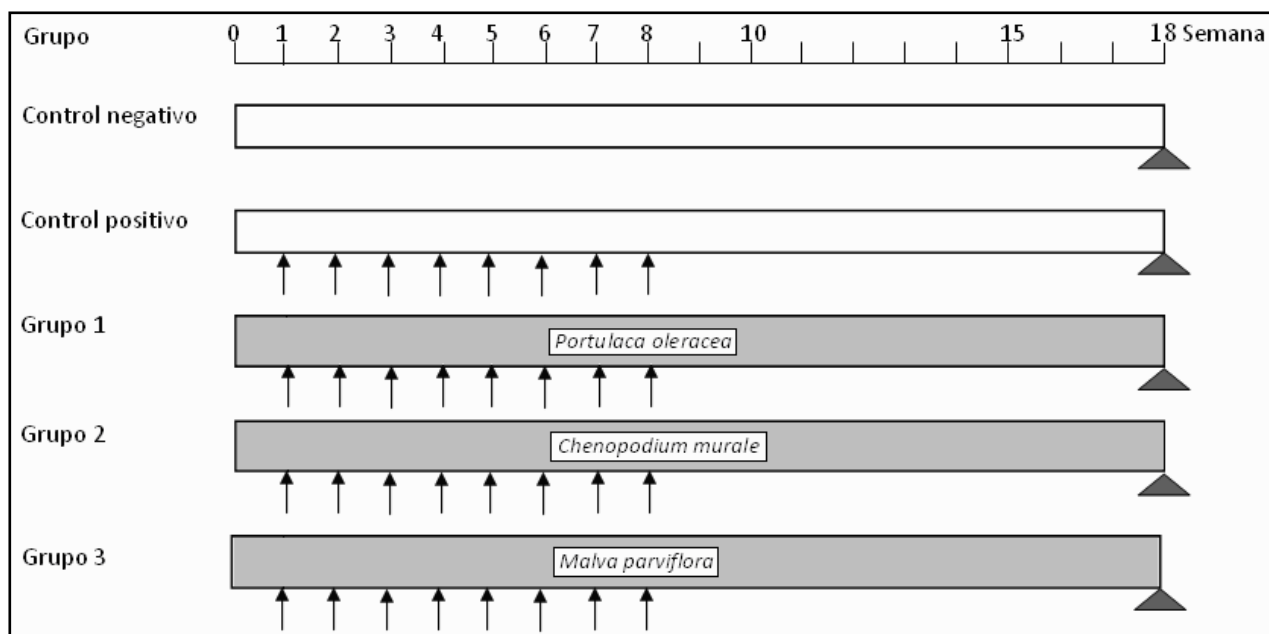 Grupo 0 1 2 3 4 5 6 7 8 10 15 18 Semana
Control negativo
Control positivo
Grupo 1
Portulaca oleracea
Grupo 2
Chenopodium murale
Grupo 3
Malva parviflora